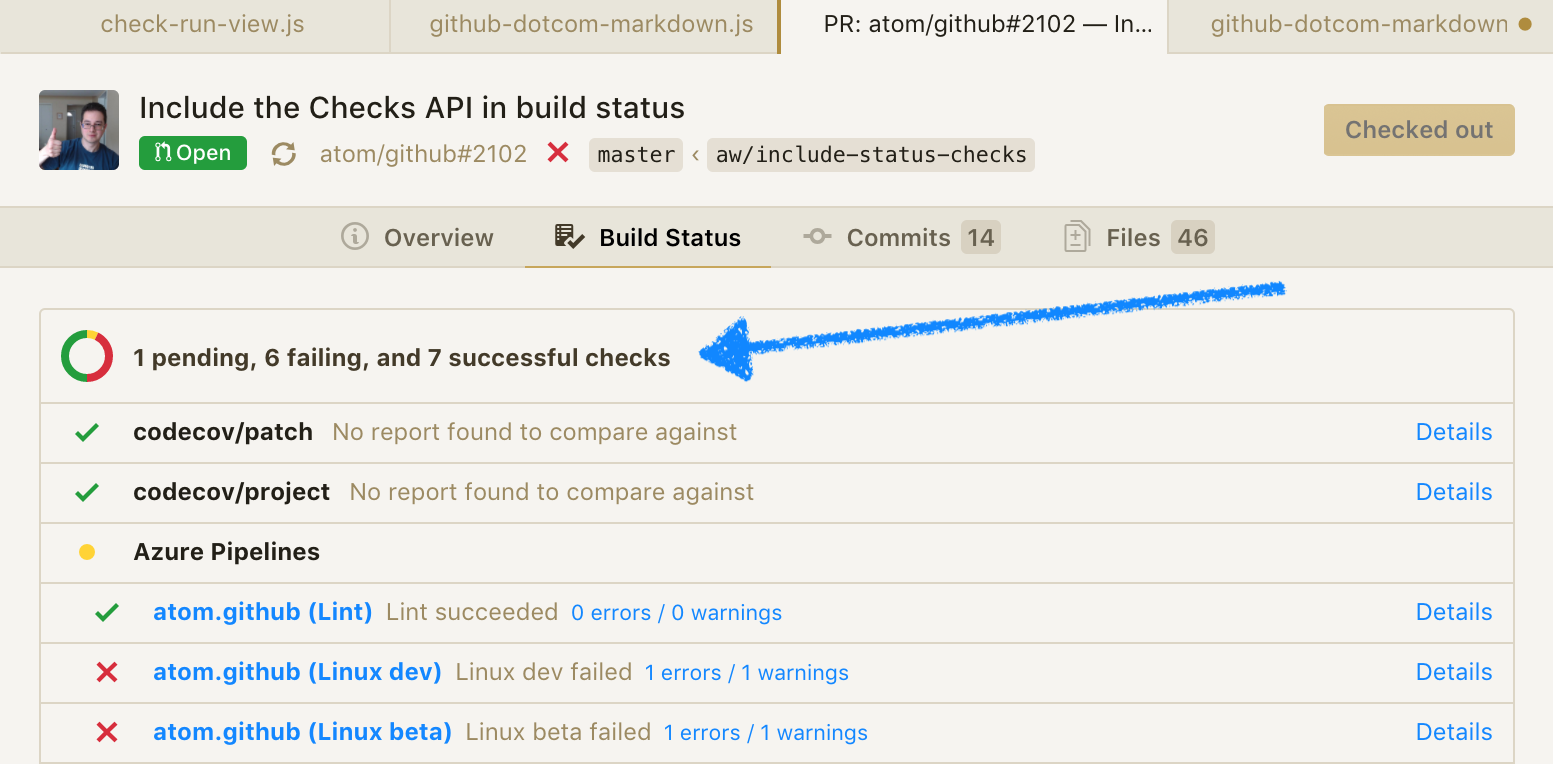 check-run-view.js github-dotcom-markdown.js PR: atom/github#2102 — In... github-dotcom-markdown
Include the Checks API in build status
Open atom/github#2102 master ‹ aw/include-status-checks
Checked out
Overview Build Status Commits 14 Files 46
1 pending, 6 failing, and 7 successful checks
codecov/patch No report found to compare against Details
codecov/project No report found to compare against Details
Azure Pipelines
atom.github (Lint) Lint succeeded 0 errors / 0 warnings Details
atom.github (Linux dev) Linux dev failed 1 errors / 1 warnings Details
atom.github (Linux beta) Linux beta failed 1 errors / 1 warnings Details